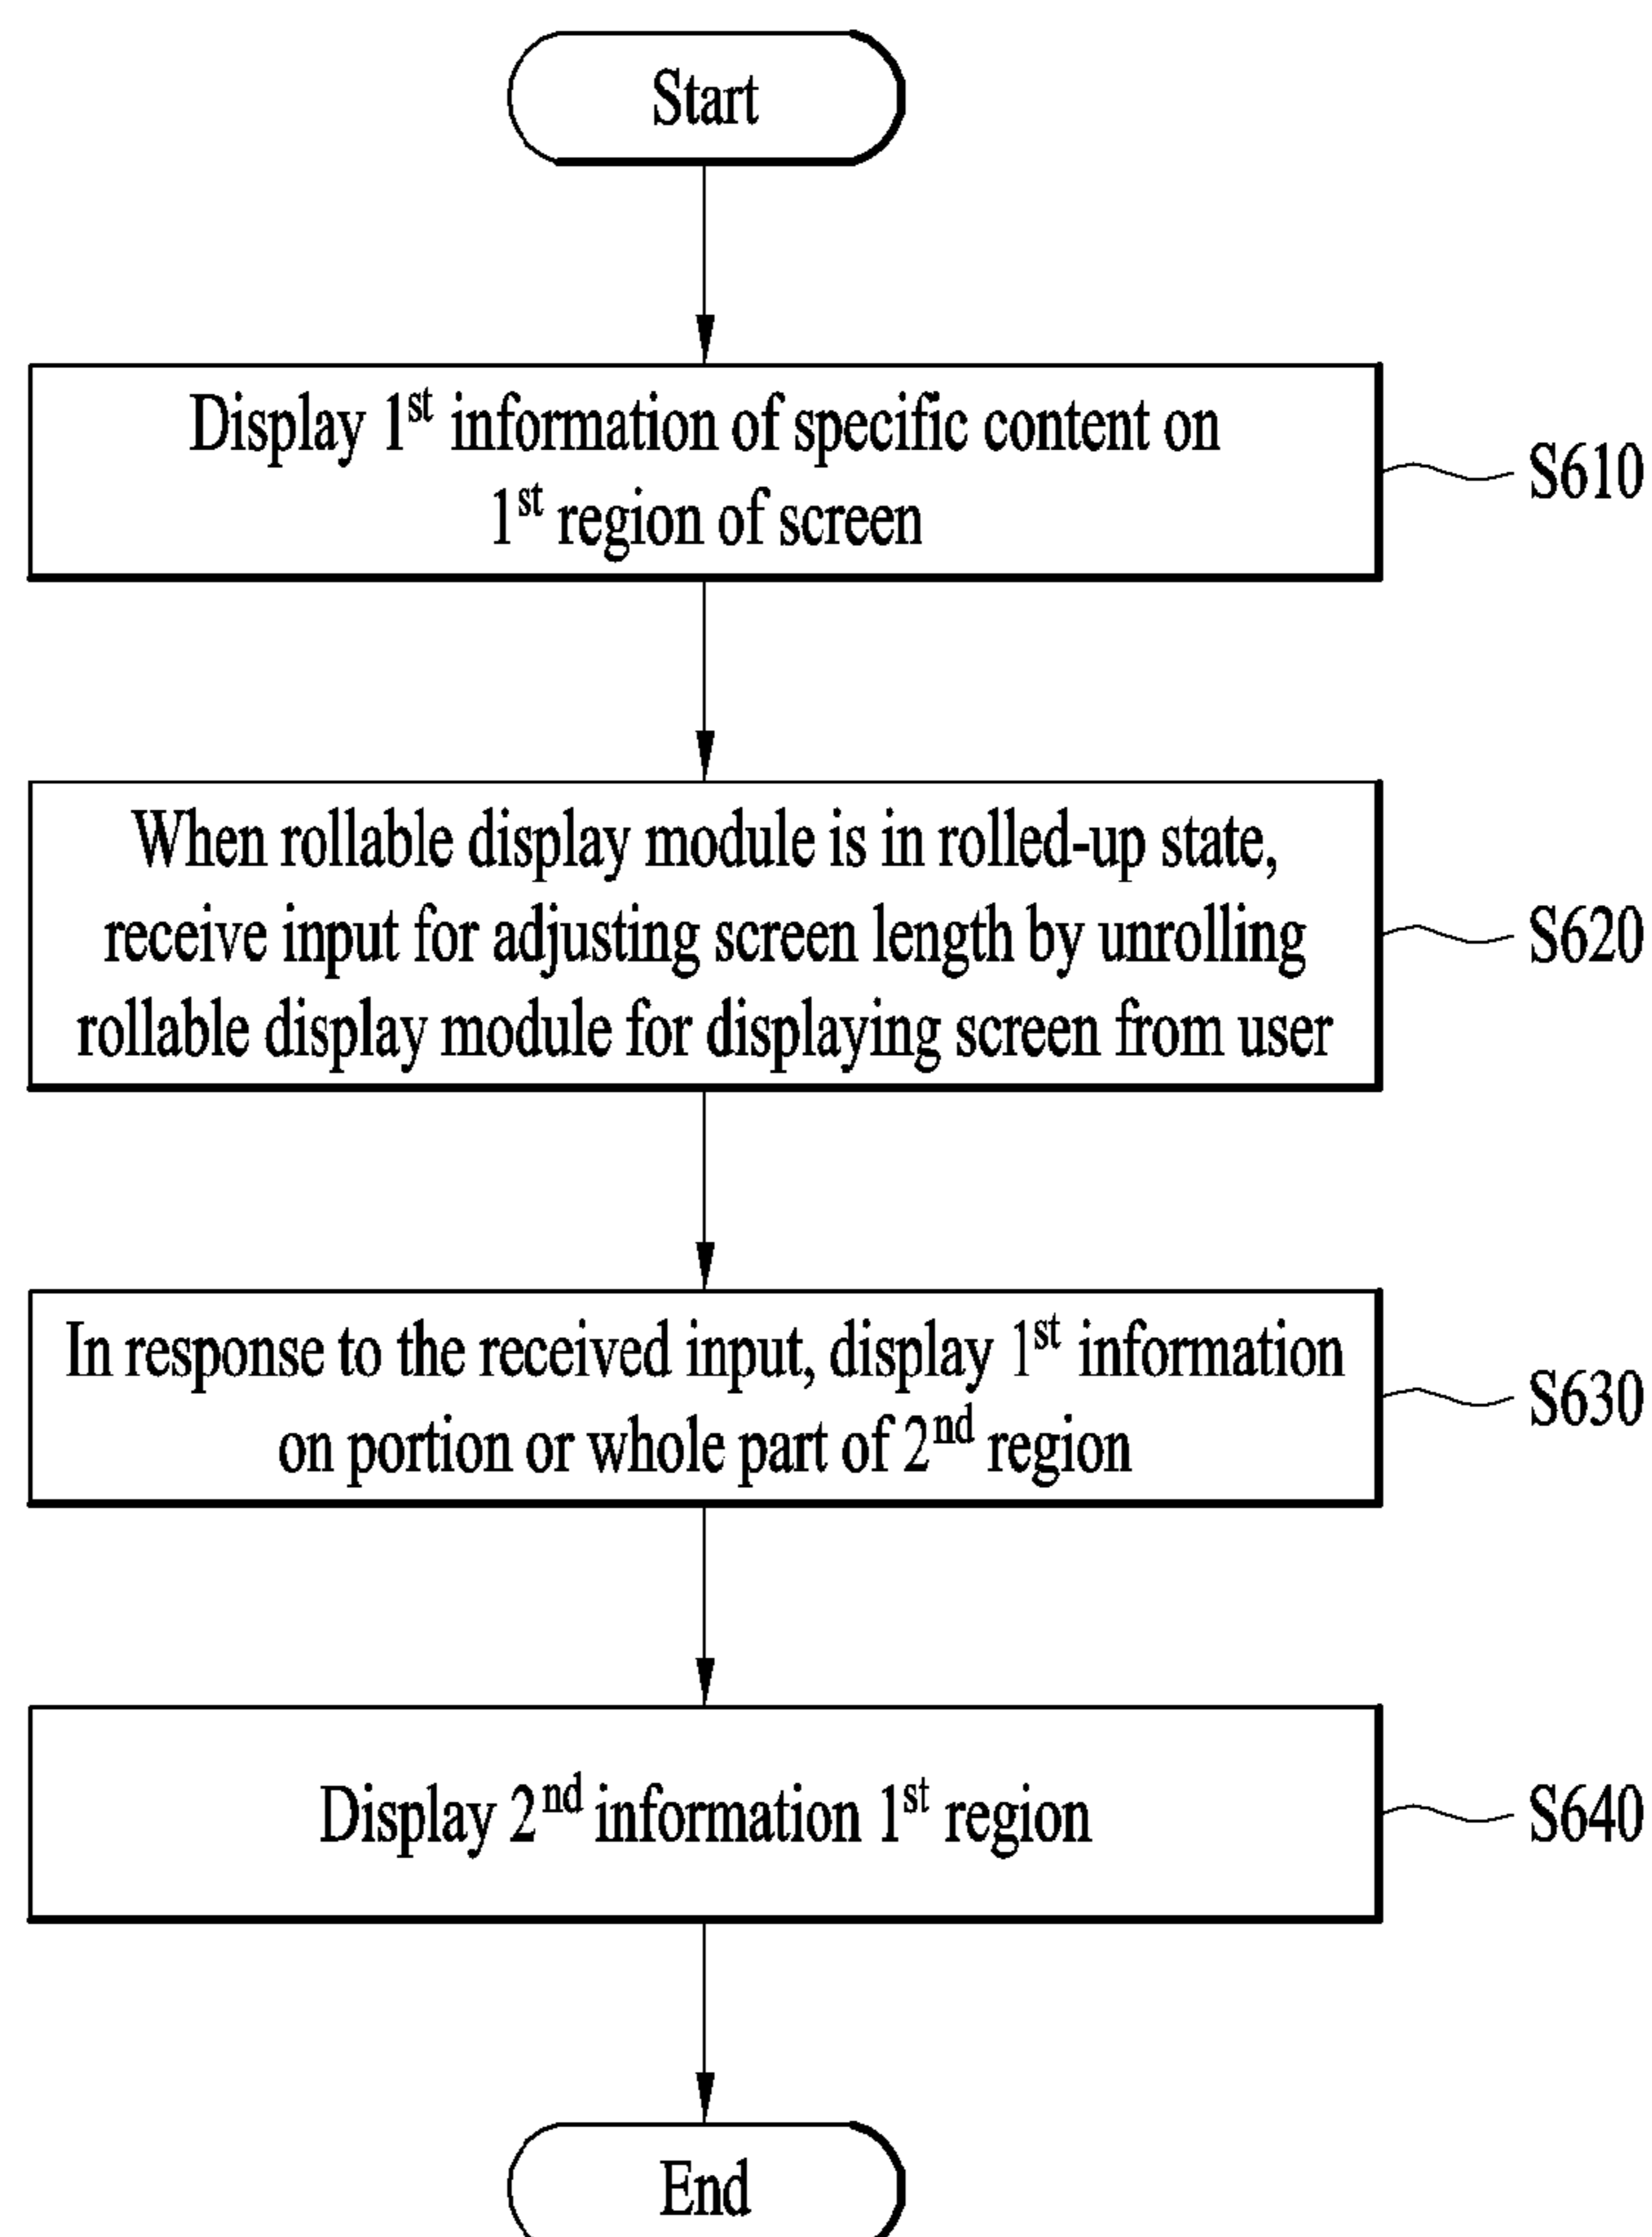 Start
Display 1st information of specific content on
1st region of screen
S610
When rollable display module is in rolled-up state,
receive input for adjusting screen length by unrolling
rollable display module for displaying screen from user
S620
In response to the received input, display 1st information
on portion or whole part of 2nd region
S630
Display 2nd information 1st region
S640
End